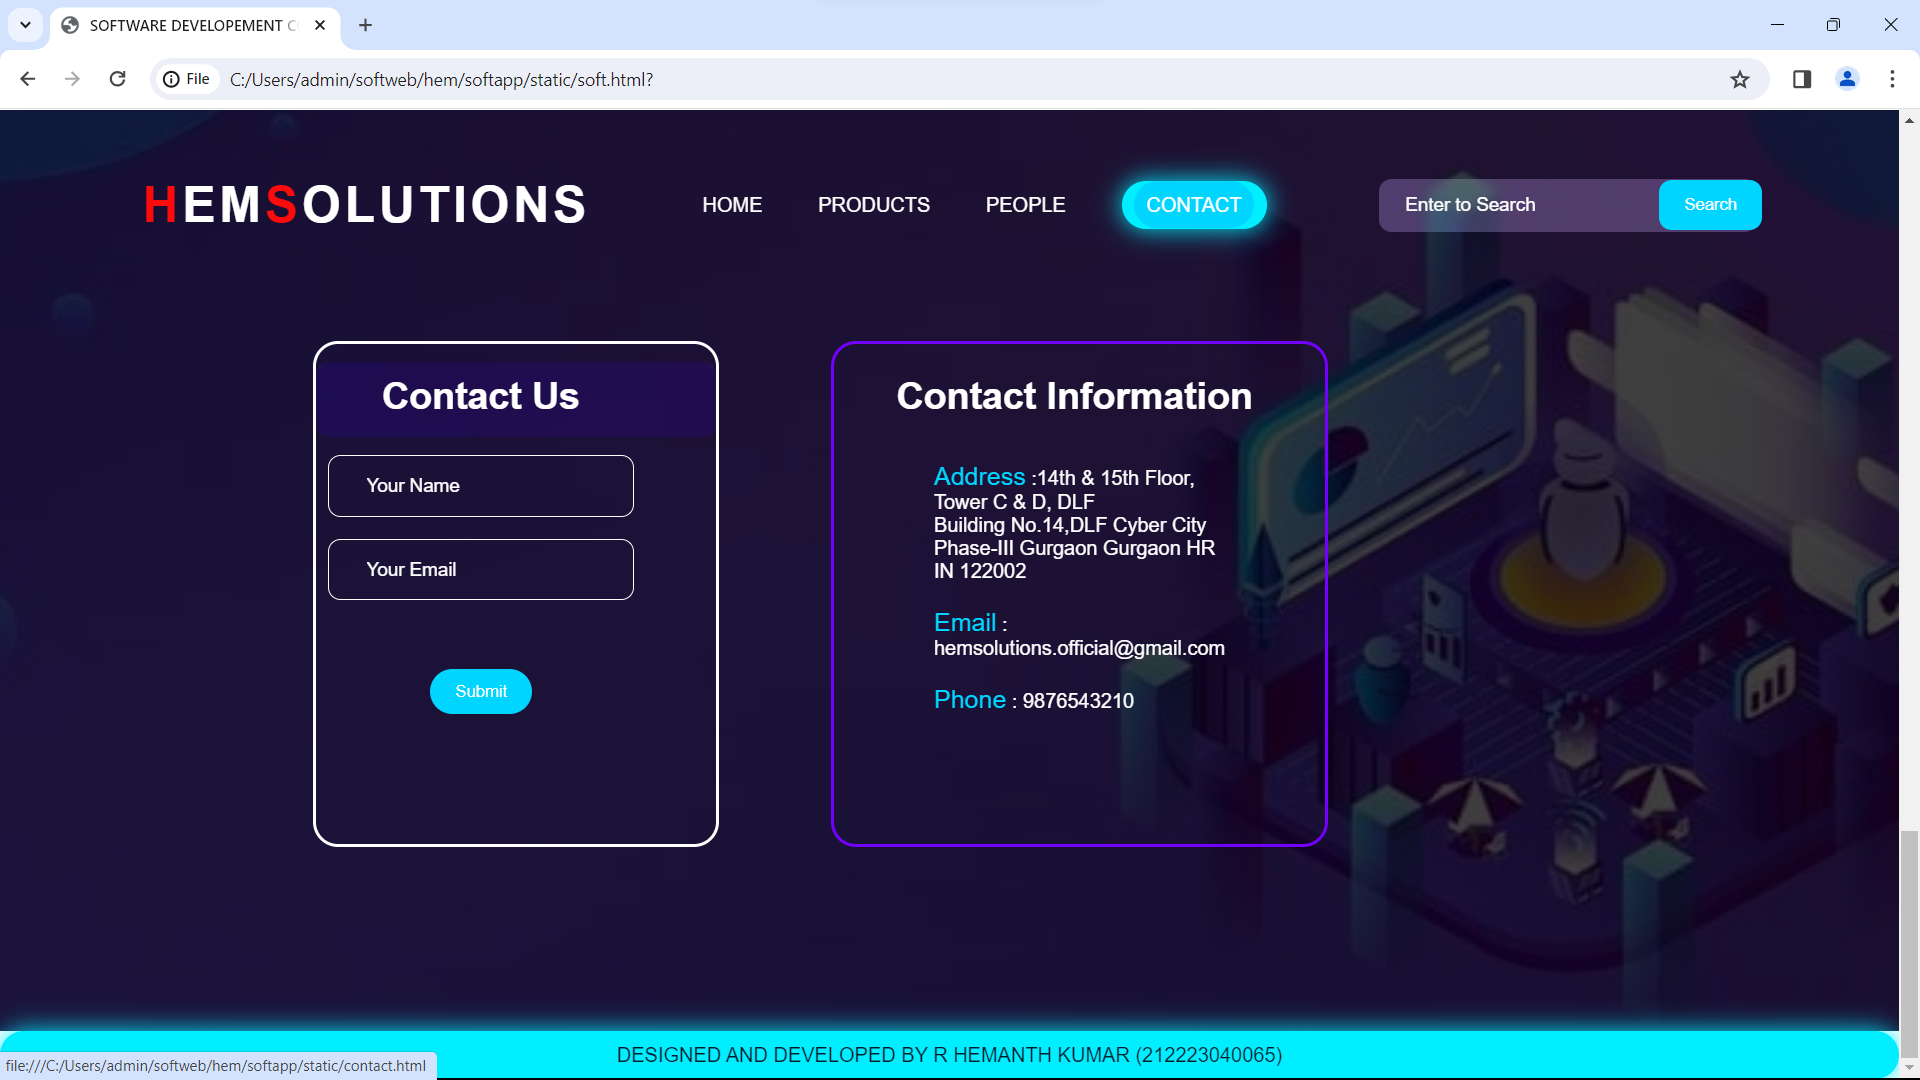 SOFTWARE DEVELOPEMENT C
File
C:/Users/admin/softweb/hem/softapp/static/soft.html?
HEMSOLUTIONS
HOME
PRODUCTS
PEOPLE
CONTACT
Enter to Search
Search
Contact Us
Your Name
Your Email
Submit
Contact Information
Address :14th & 15th Floor,
Tower C & D, DLF
Building No.14,DLF Cyber City
Phase-III Gurgaon Gurgaon HR
IN 122002
Email :
hemsolutions.official@gmail.com
Phone : 9876543210
DESIGNED AND DEVELOPED BY R HEMANTH KUMAR (212223040065)
file:///C:/Users/admin/softweb/hem/softapp/static/contact.html